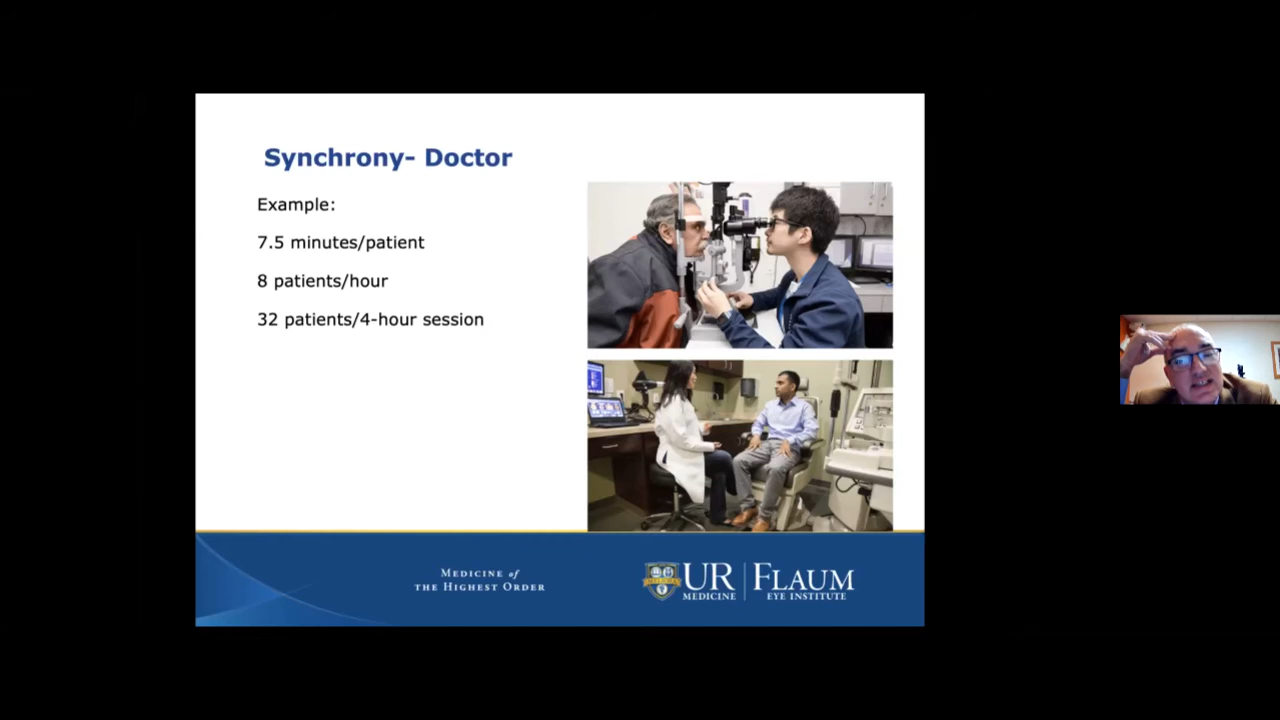 Synchrony- Doctor
Example:
7.5 minutes/patient
8 patients/hour
32 patients/4-hour session
MEDICINE of
THE HIGHEST ORDER
MELIORA
UR
MEDICINE
FLAUM
EYE INSTITUTE